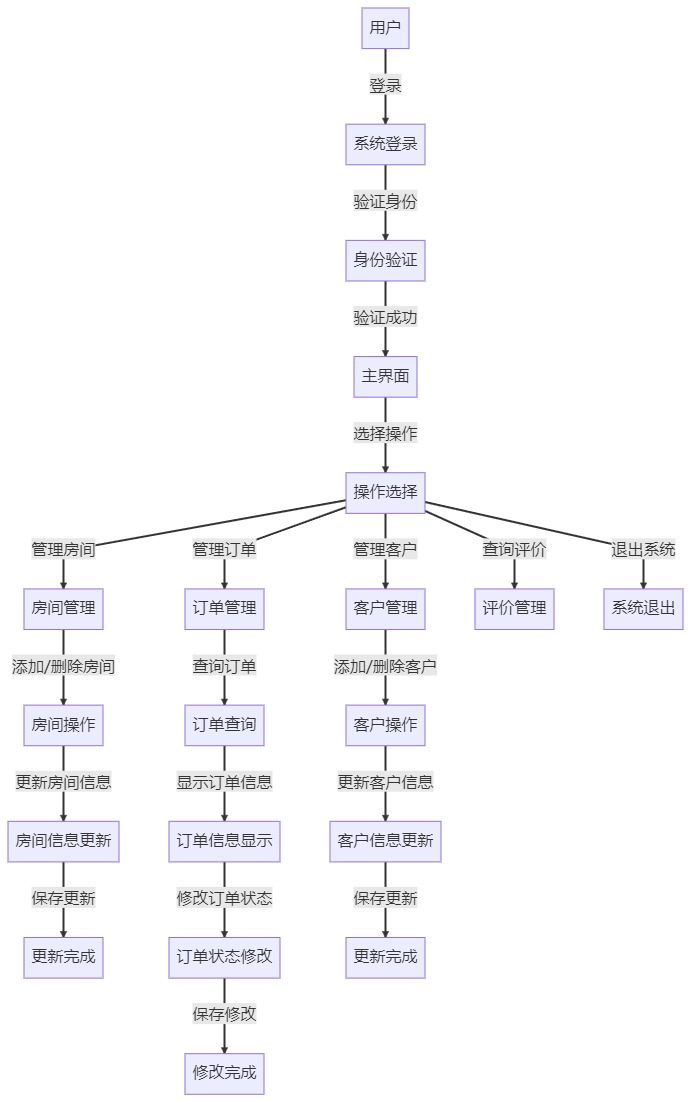 用户
登录
系统登录
验证身份
身份验证
验证成功
主界面
选择操作
操作选择
管理房间
管理订单
管理客户
查询评价
退出系统
房间管理
订单管理
客户管理
评价管理
系统退出
添加/删除房间
查询订单
添加/删除客户
房间操作
订单查询
客户操作
更新房间信息
显示订单信息
更新客户信息
房间信息更新
订单信息显示
客户信息更新
保存更新
修改订单状态
保存更新
更新完成
订单状态修改
更新完成
保存修改
修改完成